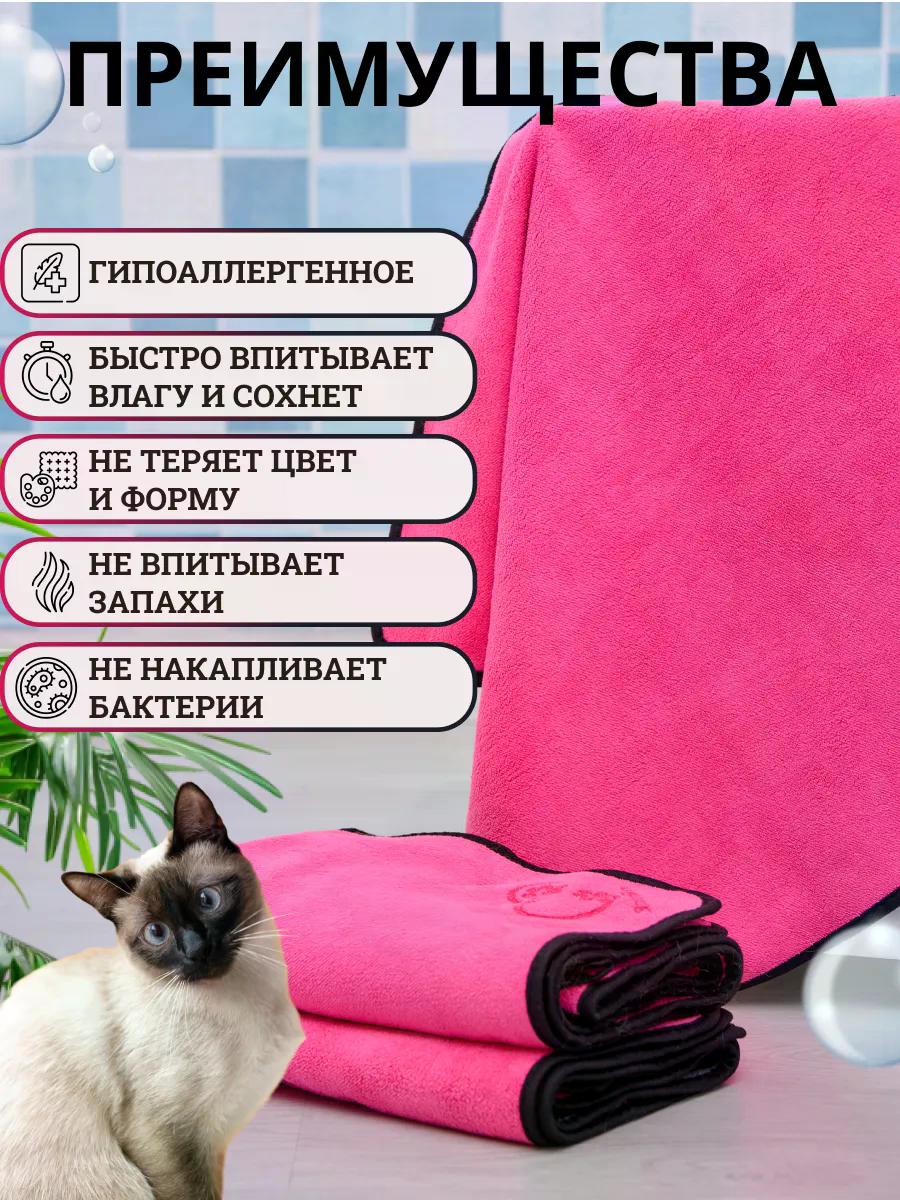 ПРЕИМУЩЕСТВА
ГИПОАЛЛЕРГЕННОЕ
БЫСТРО ВПИТЫВАЕТ
ВЛАГУ И СОХНЕТ
НЕ ТЕРЯЕТ ЦВЕТ
И ФОРМУ
НЕ ВПИТЫВАЕТ
ЗАПАХИ
НЕ НАКАПЛИВАЕТ
БАКТЕРИИ